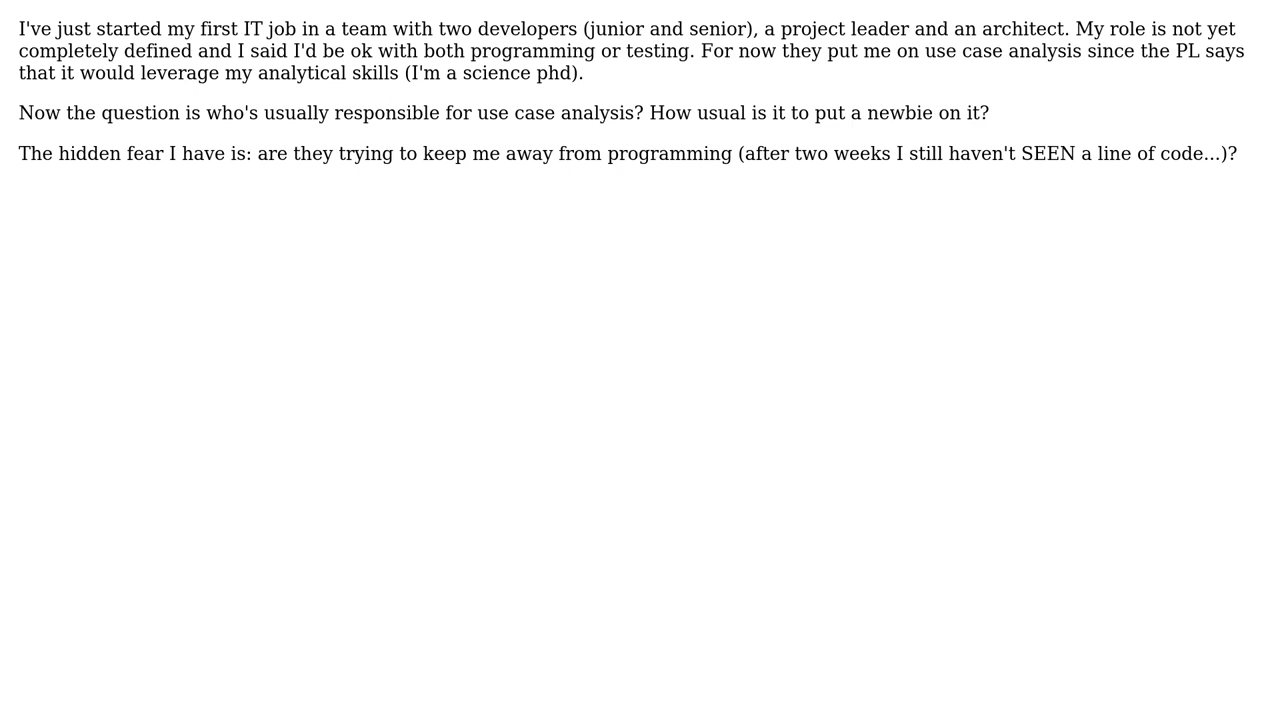 I've just started my first IT job in a team with two developers (junior and senior), a project leader and an architect. My role is not yet
completely defined and I said I'd be ok with both programming or testing. For now they put me on use case analysis since the PL says
that it would leverage my analytical skills (I'm a science phd).
Now the question is who's usually responsible for use case analysis? How usual is it to put a newbie on it?
The hidden fear I have is: are they trying to keep me away from programming (after two weeks I still haven't SEEN a line of code...)?